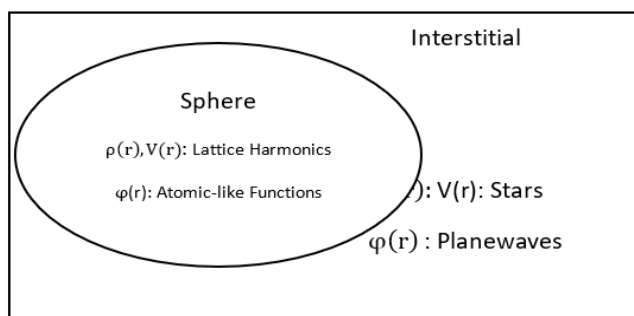 Interstitial
Sphere
ρ(r),V(r): Lattice Harmonics
φ(r): Atomic-like Functions
): V(r): Stars
φ(r) : Planewaves